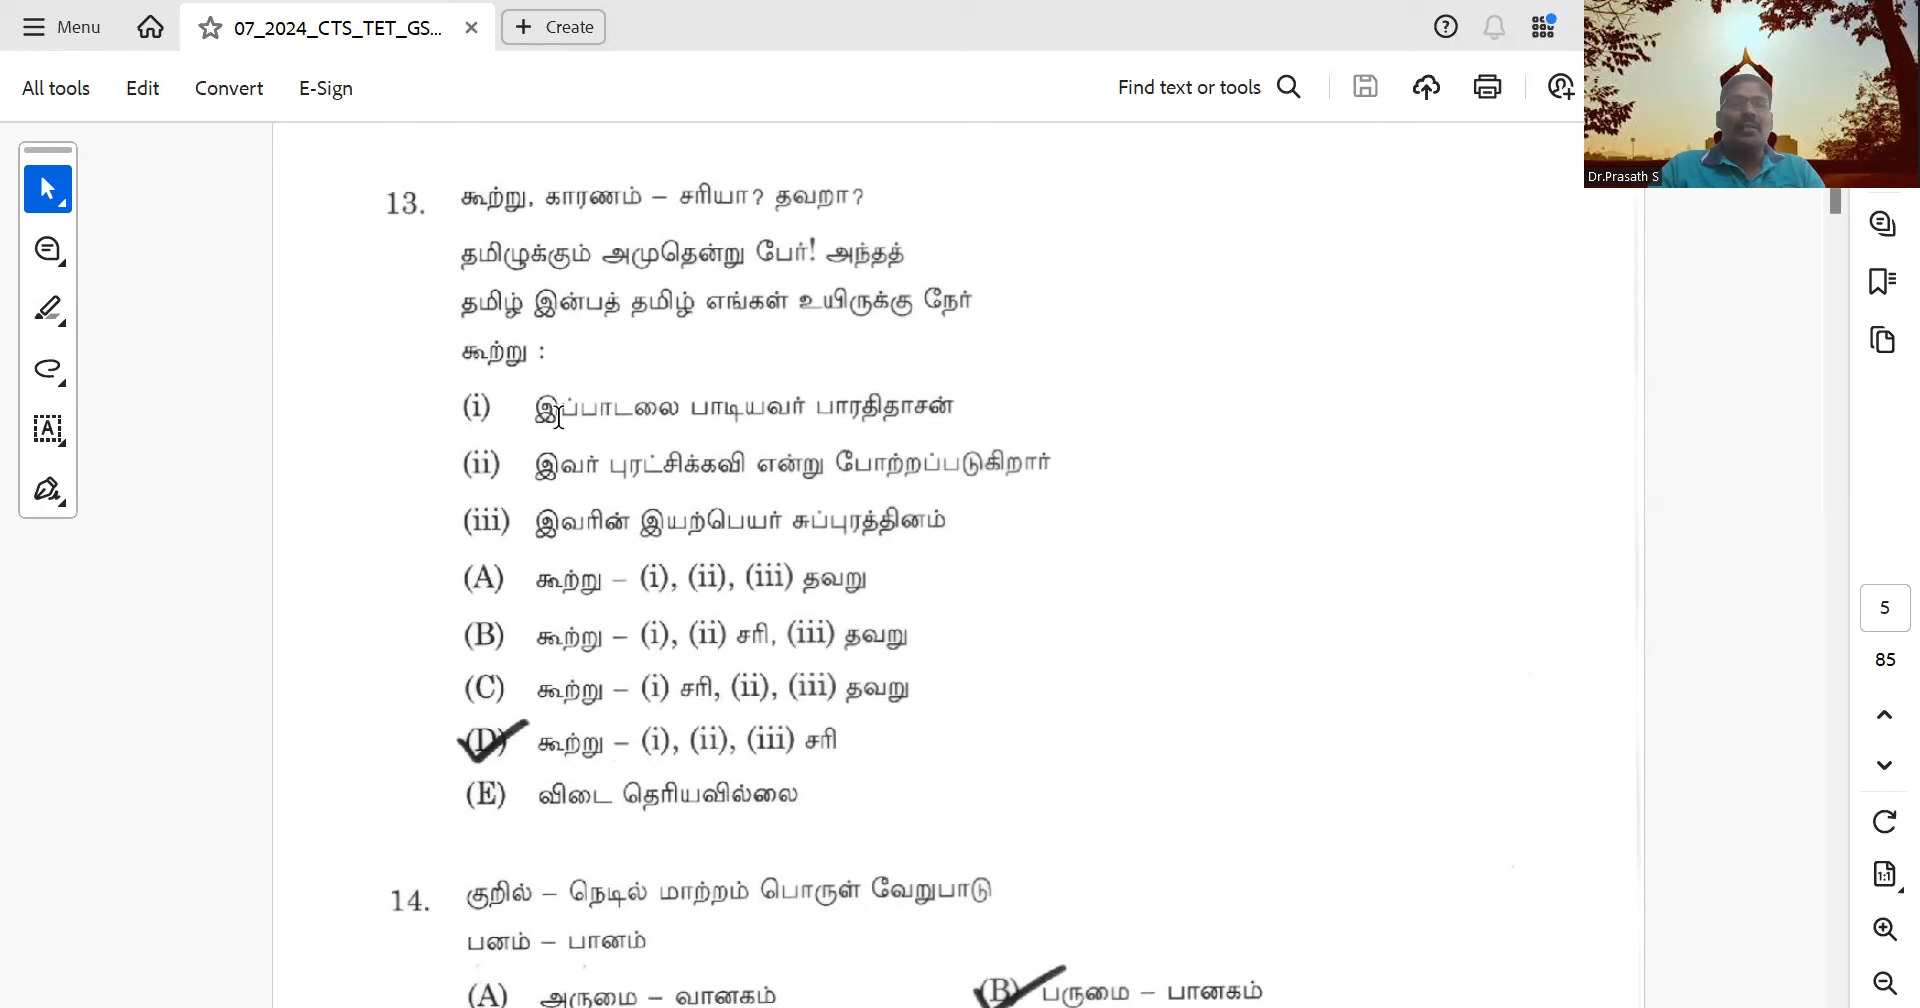 Menu
07_2024_CTS_TET_GS...
Create
All tools
Edit
Convert
E-Sign
Find text or tools
Dr.Prasath S
13. கூற்று, காரணம் – சரியா? தவறா?
தமிழுக்கும் அமுதென்று பேர்! அந்தத்
தமிழ் இன்பத் தமிழ் எங்கள் உயிருக்கு நேர்
கூற்று :
(i) இப்பாடலை பாடியவர் பாரதிதாசன்
(ii) இவர் புரட்சிக்கவி என்று போற்றப்படுகிறார்
(iii) இவரின் இயற்பெயர் சுப்புரத்தினம்
(A) கூற்று – (i), (ii), (iii) தவறு
(B) கூற்று – (i), (ii) சரி, (iii) தவறு
(C) கூற்று – (i) சரி, (ii), (iii) தவறு
(D) கூற்று – (i), (ii), (iii) சரி
(E) விடை தெரியவில்லை
14. குறில் – நெடில் மாற்றம் பொருள் வேறுபாடு
பனம் – பானம்
(A) அருமை – வானகம் (B) பருமை – பானகம்
5
85
1:1